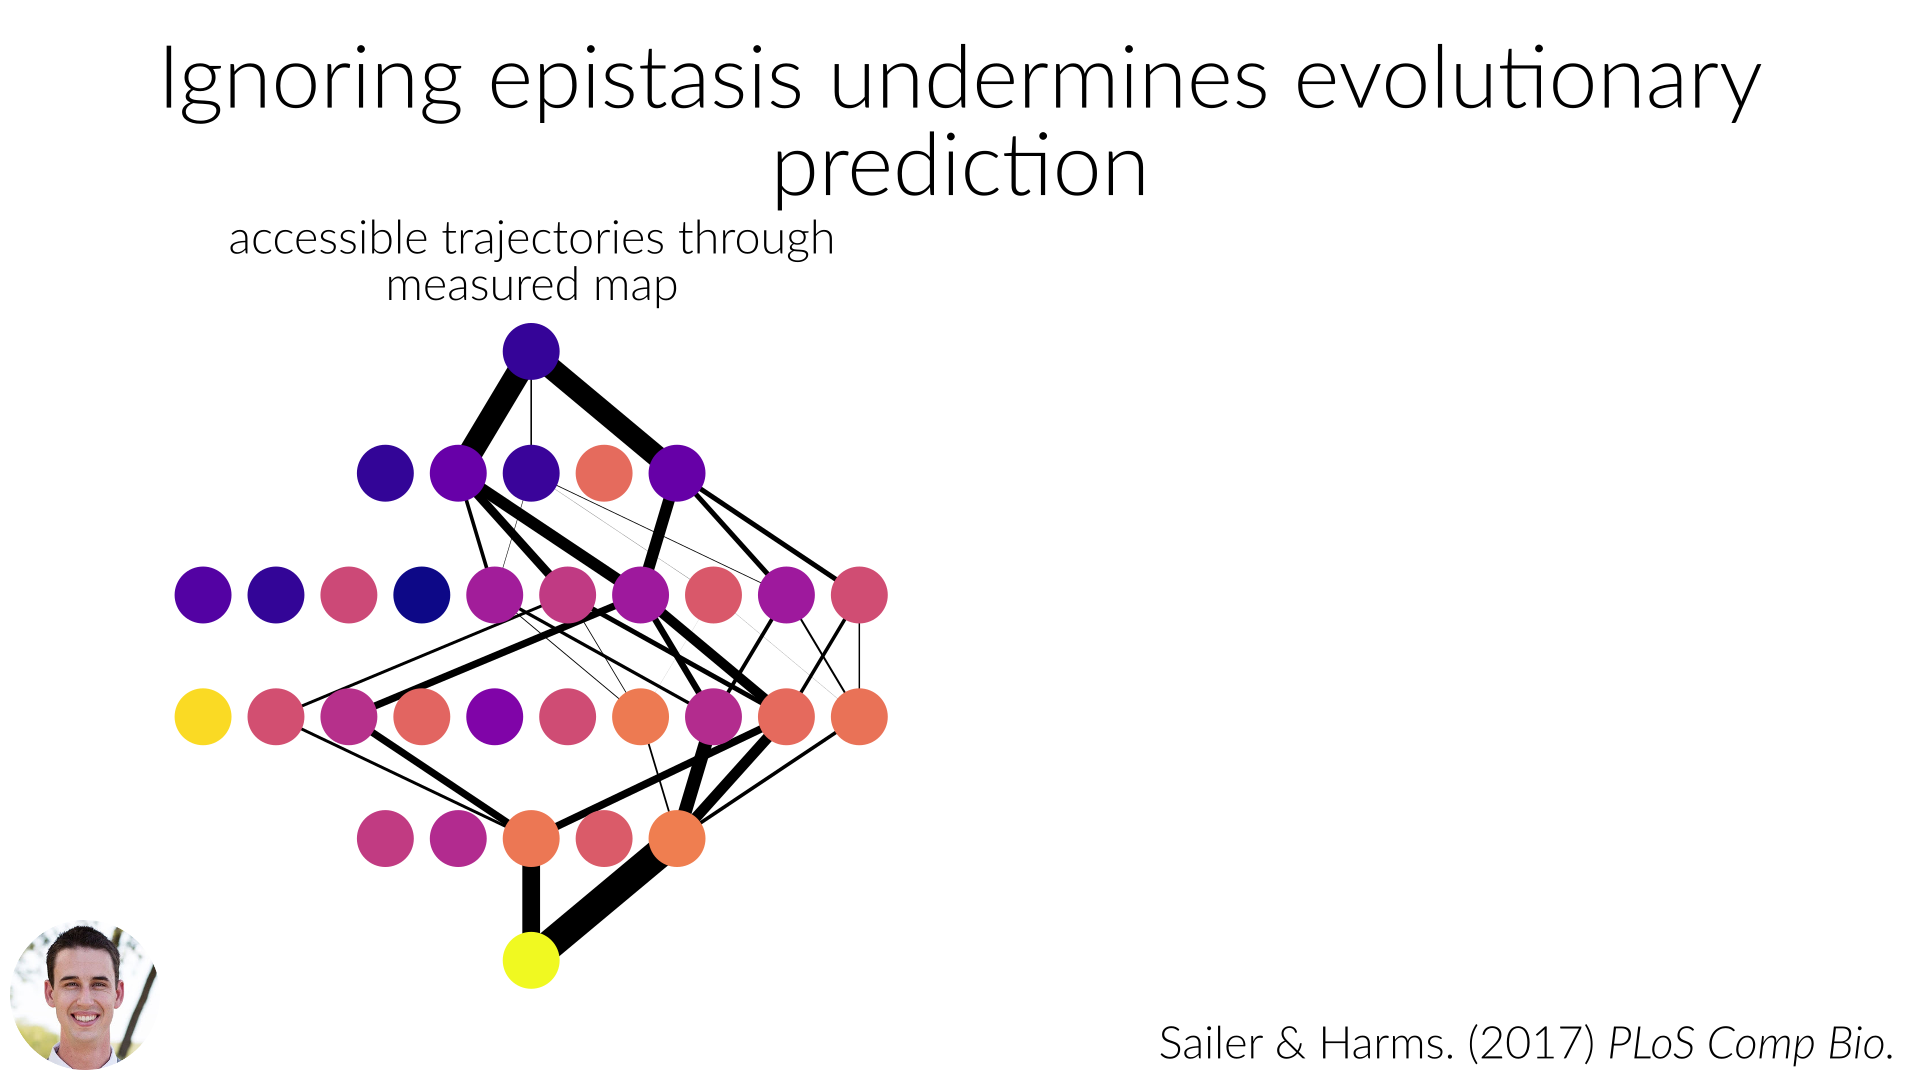 Ignoring epistasis undermines evolutionary
prediction
accessible trajectories through
measured map
Sailer & Harms. (2017) PLoS Comp Bio.